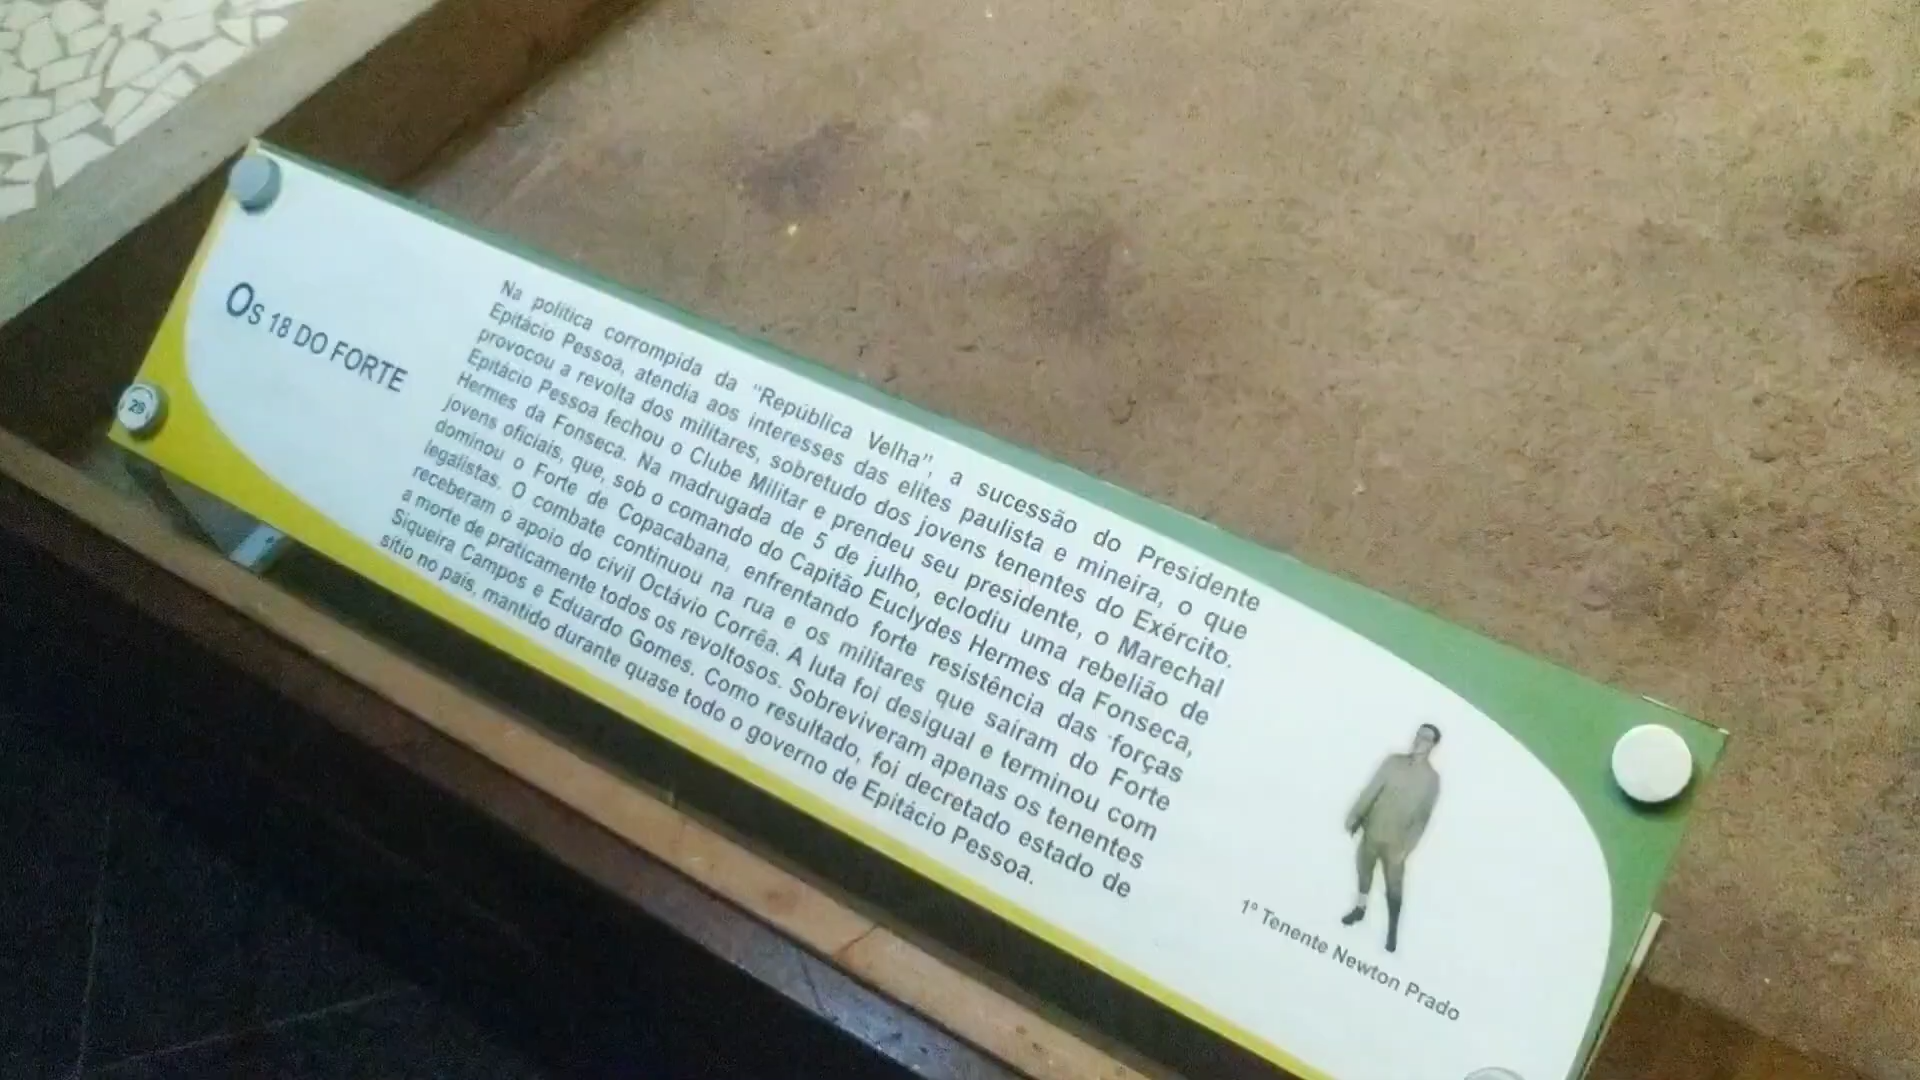 Os 18 DO FORTE
Na política corrompida da "República Velha", a sucessão do Presidente
Epitácio Pessoa, atendia aos interesses das elites paulista e mineira, o que
provocou a revolta dos militares, sobretudo dos jovens tenentes do Exército.
Epitácio Pessoa fechou o Clube Militar e prendeu seu presidente, o Marechal
Hermes da Fonseca. Na madrugada de 5 de julho, eclodiu uma rebelião de
jovens oficiais, que, sob o comando do Capitão Euclydes Hermes da Fonseca,
dominou o Forte de Copacabana, enfrentando forte resistência das forças
legalistas. O combate continuou na rua e os militares que saíram do Forte
receberam o apoio do civil Octávio Corrêa. A luta foi desigual e terminou com
a morte de praticamente todos os revoltosos. Sobreviveram apenas os tenentes
Siqueira Campos e Eduardo Gomes. Como resultado, foi decretado estado de
sítio no país, mantido durante quase todo o governo de Epitácio Pessoa.
1º Tenente Newton Prado